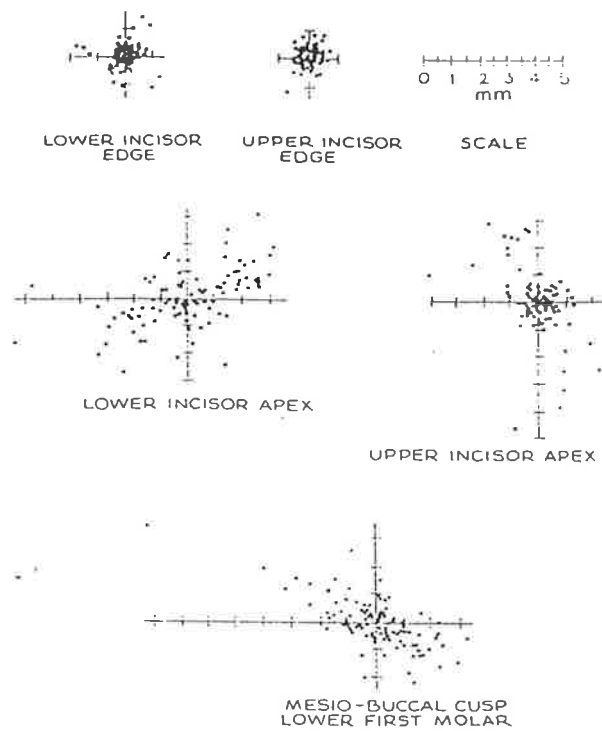 0 1 2 3 4 5
mm
LOWER INCISOR
EDGE
UPPER INCISOR
EDGE
SCALE
LOWER INCISOR APEX
UPPER INCISOR APEX
MESIO-BUCCAL CUSP
LOWER FIRST MOLAR